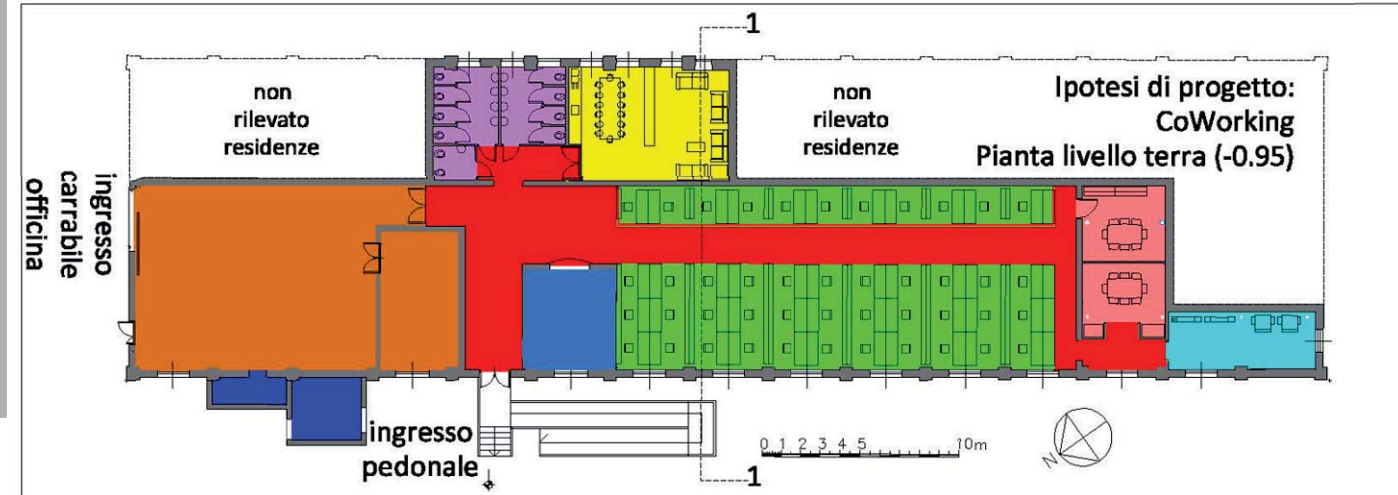 1
non
rilevato
residenze
non
rilevato
residenze
Ipotesi di progetto:
CoWorking
Pianta livello terra (-0.95)
ingresso
carrabile
officina
ingresso
pedonale
0 1 2 3 4 5 10m
N
1